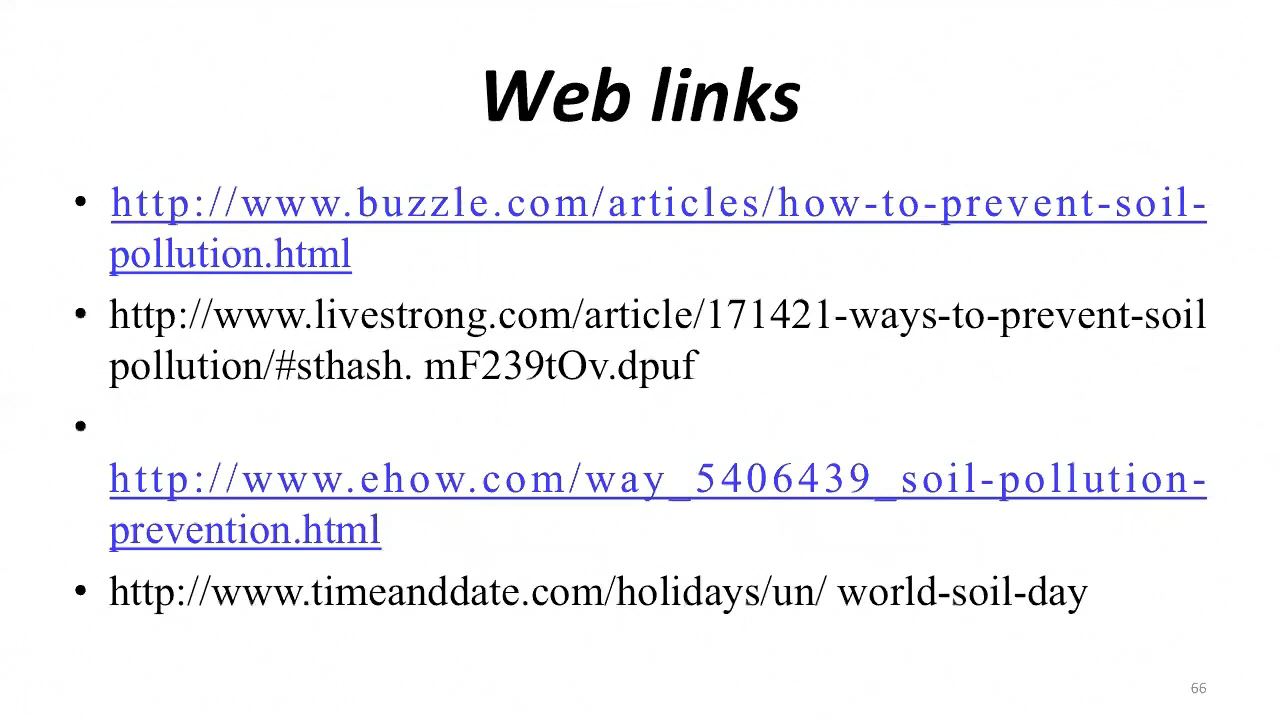 Web links
• http://www.buzzle.com/articles/how-to-prevent-soil-
pollution.html
• http://www.livestrong.com/article/171421-ways-to-prevent-soil
pollution/#sthash. mF239tOv.dpuf
•
http://www.ehow.com/way_5406439_soil-pollution-
prevention.html
• http://www.timeanddate.com/holidays/un/ world-soil-day
66